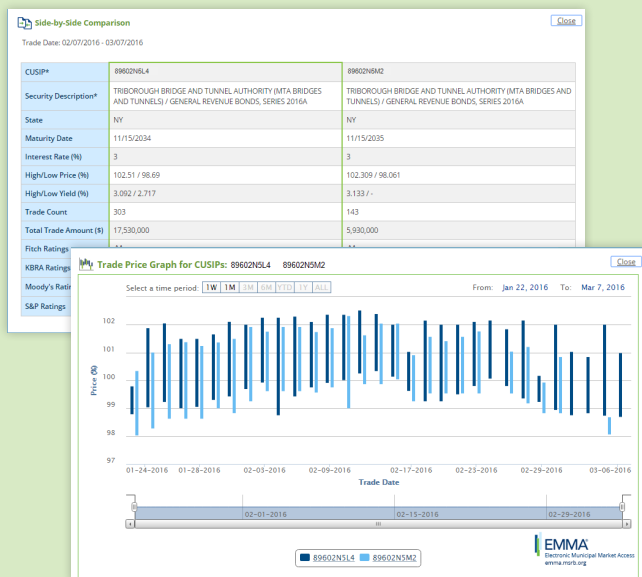 Side-by-Side Comparison
Close
Trade Date: 02/07/2016 - 03/07/2016
CUSIP* 89602N5L4 89602N5M2
Security Description* TRIBOROUGH BRIDGE AND TUNNEL AUTHORITY (MTA BRIDGES AND TUNNELS) / GENERAL REVENUE BONDS, SERIES 2016A TRIBOROUGH BRIDGE AND TUNNEL AUTHORITY (MTA BRIDGES AND TUNNELS) / GENERAL REVENUE BONDS, SERIES 2016A
State NY NY
Maturity Date 11/15/2034 11/15/2035
Interest Rate (%) 3 3
High/Low Price (%) 102.51 / 98.69 102.309 / 98.061
High/Low Yield (%) 3.092 / 2.717 3.133 / -
Trade Count 303 143
Total Trade Amount ($) 17,530,000 5,930,000
Fitch Ratings
KBRA Ratings
Moody's
S&P Ratings
Trade Price Graph for CUSIPs: 89602N5L4 89602N5M2
Close
Select a time period: 1W 1M 3M 6M YTD 1Y ALL
From: Jan 22, 2016 To: Mar 7, 2016
Price (%)
102
101
100
99
98
97
01-24-2016 01-28-2016 02-03-2016 02-09-2016 02-17-2016 02-23-2016 02-29-2016 03-06-2016
Trade Date
02-01-2016 02-15-2016 02-29-2016
89602N5L4 89602N5M2
EMMA®
Electronic Municipal Market Access
emma.msrb.org